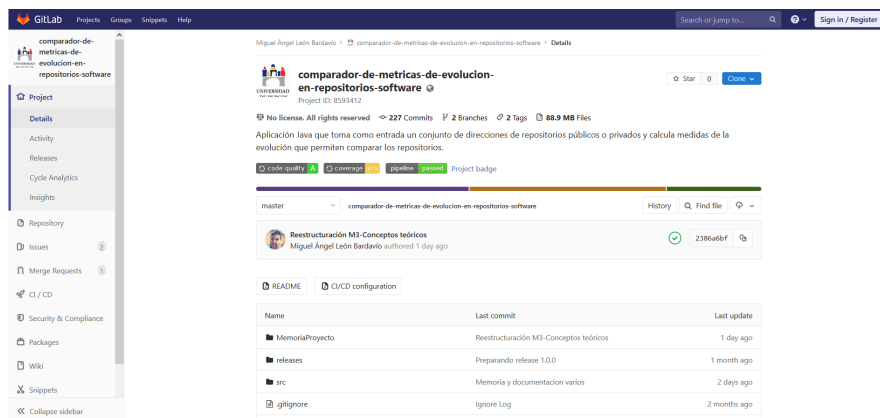 GitLab Projects Groups Snippets Help
Search or jump to...
Sign in / Register
comparador-de-
metricas-de-
evolucion-en-
repositorios-software
Project
Details
Activity
Releases
Cycle Analytics
Insights
Repository
Issues 2
Merge Requests 1
CI / CD
Security & Compliance
Packages
Wiki
Snippets
Collapse sidebar
Miguel Ángel León Bardavío > comparador-de-metricas-de-evolucion-en-repositorios-software > Details
UNIVERSIDAD
comparador-de-metricas-de-evolucion-
en-repositorios-software
Project ID: 8593412
Star 0 Clone
No license. All rights reserved 227 Commits 2 Branches 2 Tags 88.9 MB Files
Aplicación Java que toma como entrada un conjunto de direcciones de repositorios públicos o privados y calcula medidas de la
evolución que permiten comparar los repositorios.
code quality A coverage pipeline passed Project badge
master comparador-de-metricas-de-evolucion-en-repositorios-software History Find file
Reestructuración M3-Conceptos teóricos
Miguel Ángel León Bardavío authored 1 day ago
2386a6bf
README CI/CD configuration
Name Last commit Last update
MemoriaProyecto Reestructuración M3-Conceptos teóricos 1 day ago
releases Preparando release 1.0.0 1 month ago
src Memoria y documentacion varios 2 days ago
.gitignore Ignore Log 2 months ago